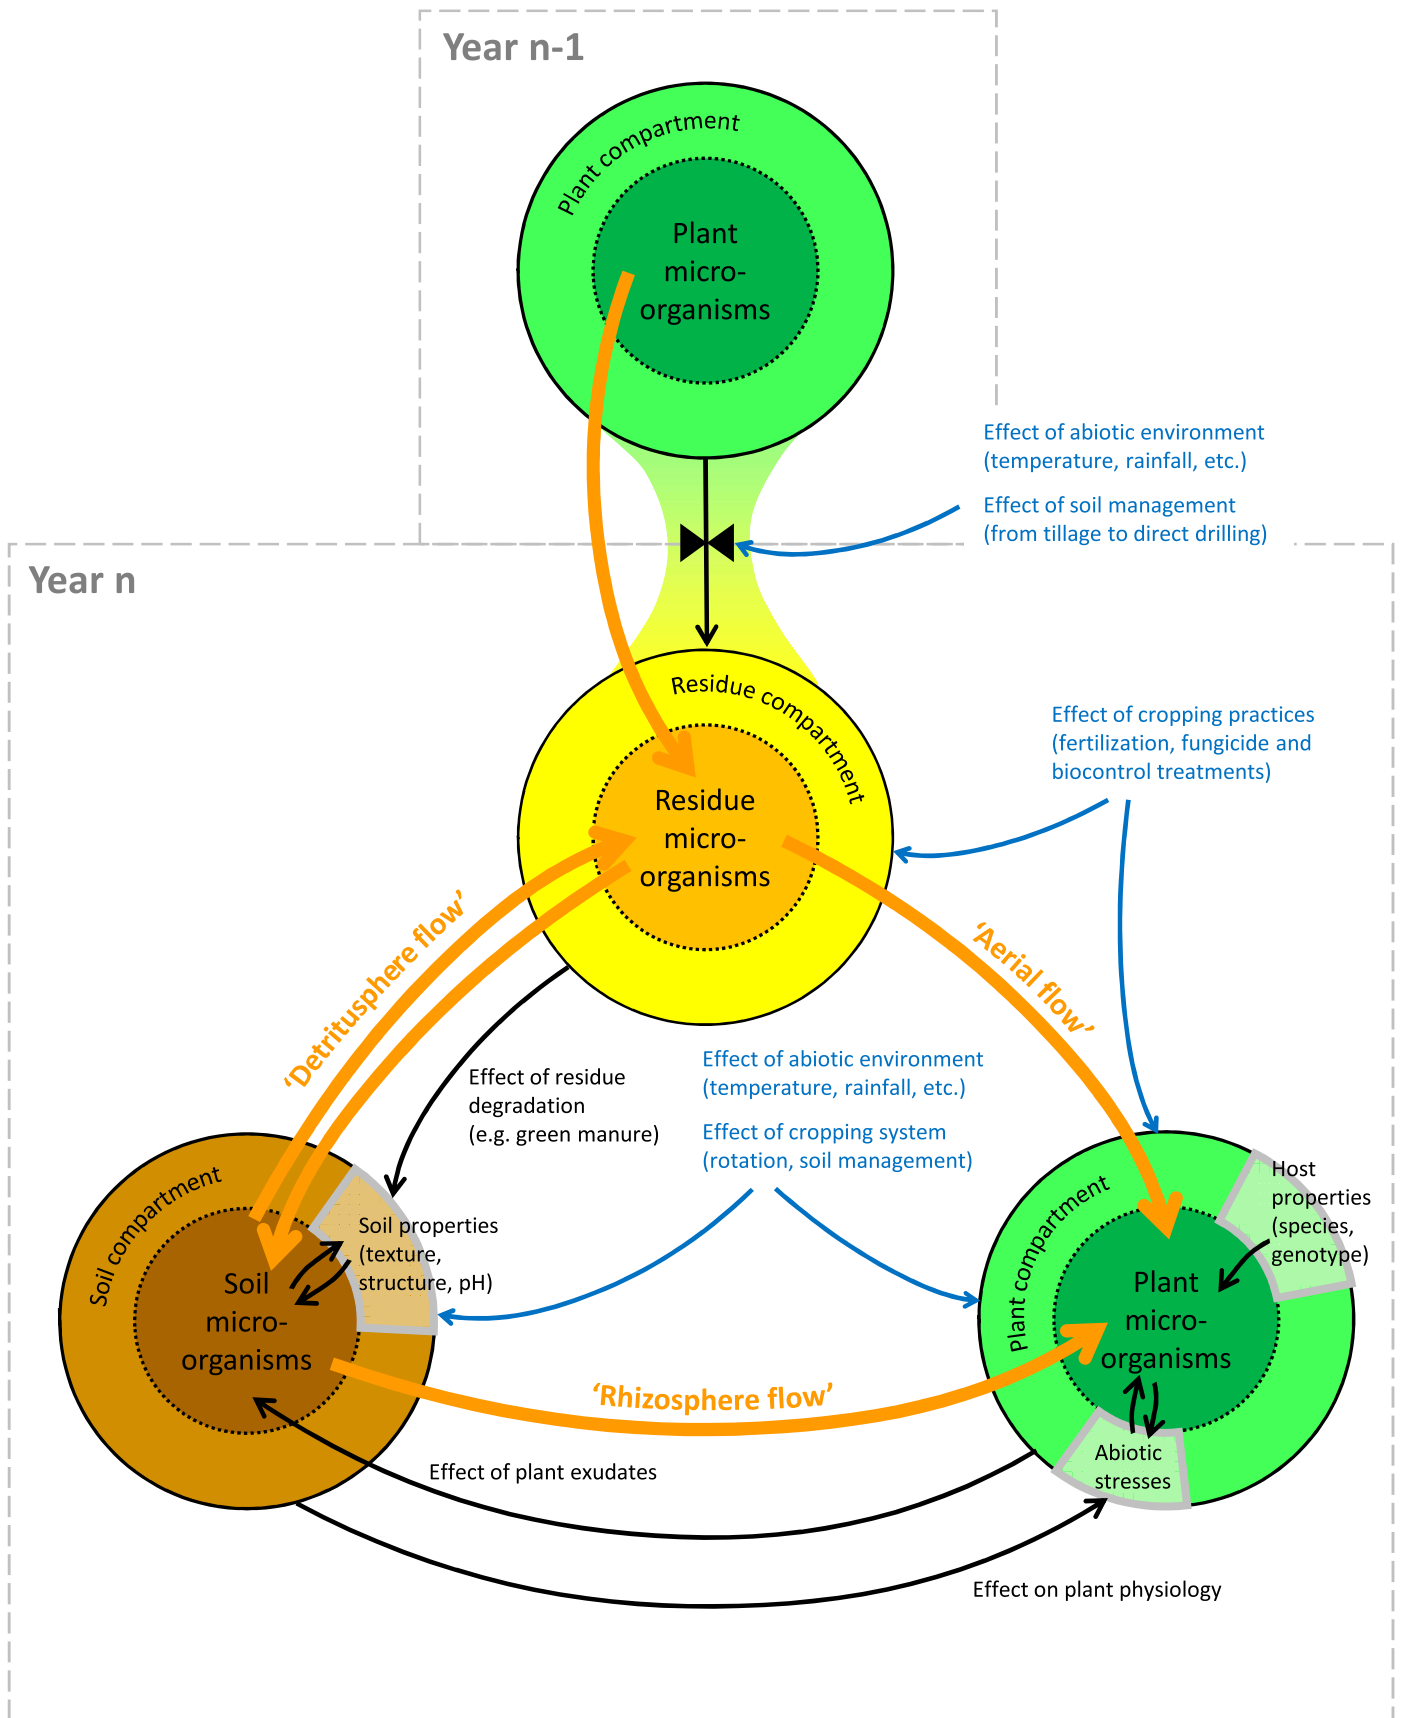 Year n-1
Plant compartment
Plant
micro-
organisms
Effect of abiotic environment
(temperature, rainfall, etc.)
Effect of soil management
(from tillage to direct drilling)
Year n
Residue compartment
Residue
micro-
organisms
Effect of cropping practices
(fertilization, fungicide and
biocontrol treatments)
‘Detritusphere flow’
‘Aerial flow’
Effect of residue
degradation
(e.g. green manure)
Effect of abiotic environment
(temperature, rainfall, etc.)
Effect of cropping system
(rotation, soil management)
Soil compartment
Soil properties
(texture,
structure, pH)
Soil
micro-
organisms
Plant compartment
Host
properties
(species,
genotype)
Plant
micro-
organisms
‘Rhizosphere flow’
Abiotic
stresses
Effect of plant exudates
Effect on plant physiology